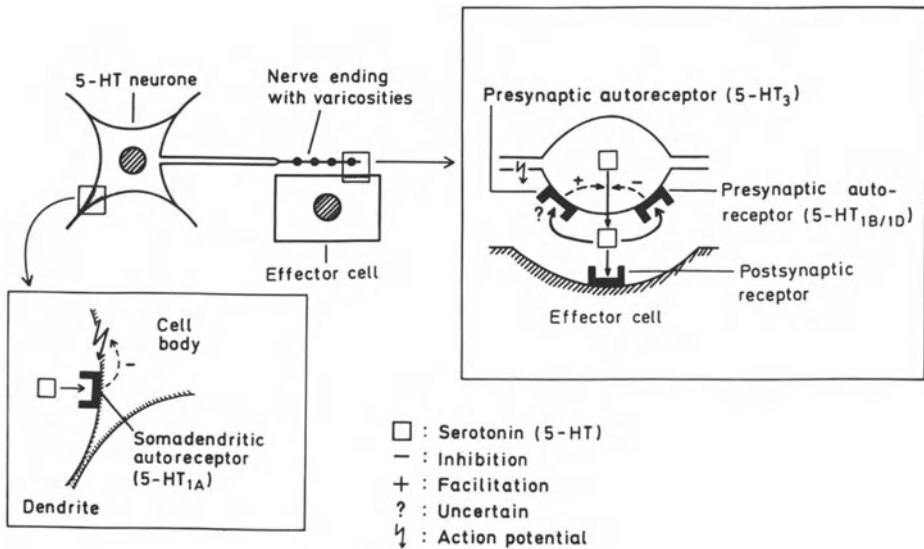 5-HT neurone
Nerve ending
with varicosities
Effector cell
Presynaptic autoreceptor (5-HT₃)
+
−
?
Presynaptic auto-
receptor (5-HT₁B/1D)
Postsynaptic
receptor
Effector cell
Cell
body
−
Somadendritic
autoreceptor
(5-HT₁A)
Dendrite
□ : Serotonin (5-HT)
− : Inhibition
+ : Facilitation
? : Uncertain
: Action potential